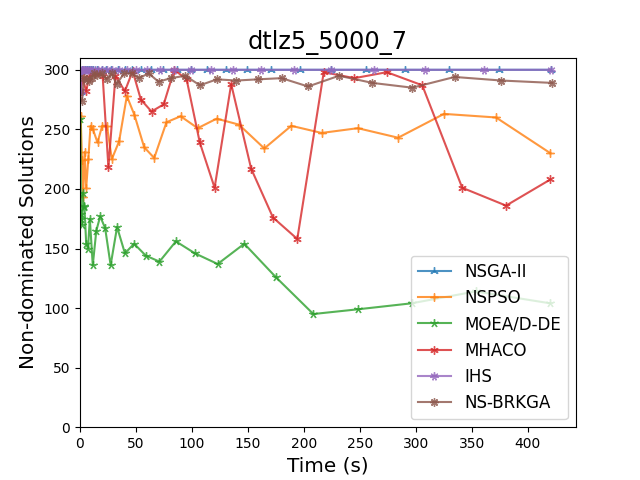 dtlz5_5000_7
Non-dominated Solutions
300
250
200
150
100
50
0
0 50 100 150 200 250 300 350 400
Time (s)
NSGA-II
NSPSO
MOEA/D-DE
MHACO
IHS
NS-BRKGA